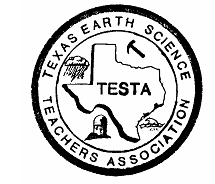 TEXAS EARTH SCIENCE
TESTA
TEACHERS ASSOCIATION